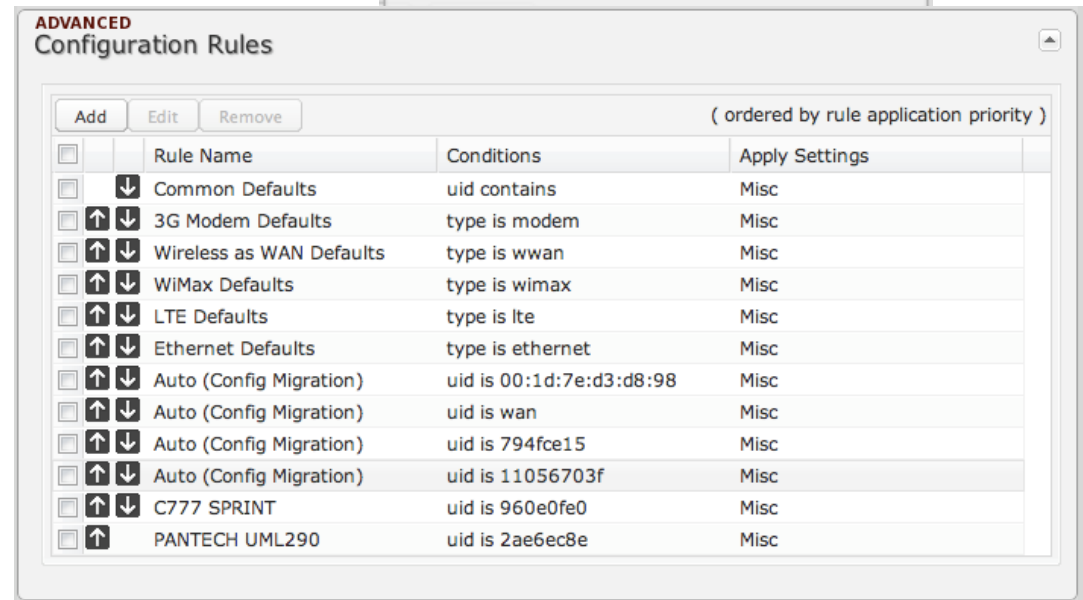 ADVANCED
Configuration Rules
Add Edit Remove ( ordered by rule application priority )
Rule Name Conditions Apply Settings
Common Defaults uid contains Misc
3G Modem Defaults type is modem Misc
Wireless as WAN Defaults type is wwan Misc
WiMax Defaults type is wimax Misc
LTE Defaults type is lte Misc
Ethernet Defaults type is ethernet Misc
Auto (Config Migration) uid is 00:1d:7e:d3:d8:98 Misc
Auto (Config Migration) uid is wan Misc
Auto (Config Migration) uid is 794fce15 Misc
Auto (Config Migration) uid is 11056703f Misc
C777 SPRINT uid is 960e0fe0 Misc
PANTECH UML290 uid is 2ae6ec8e Misc